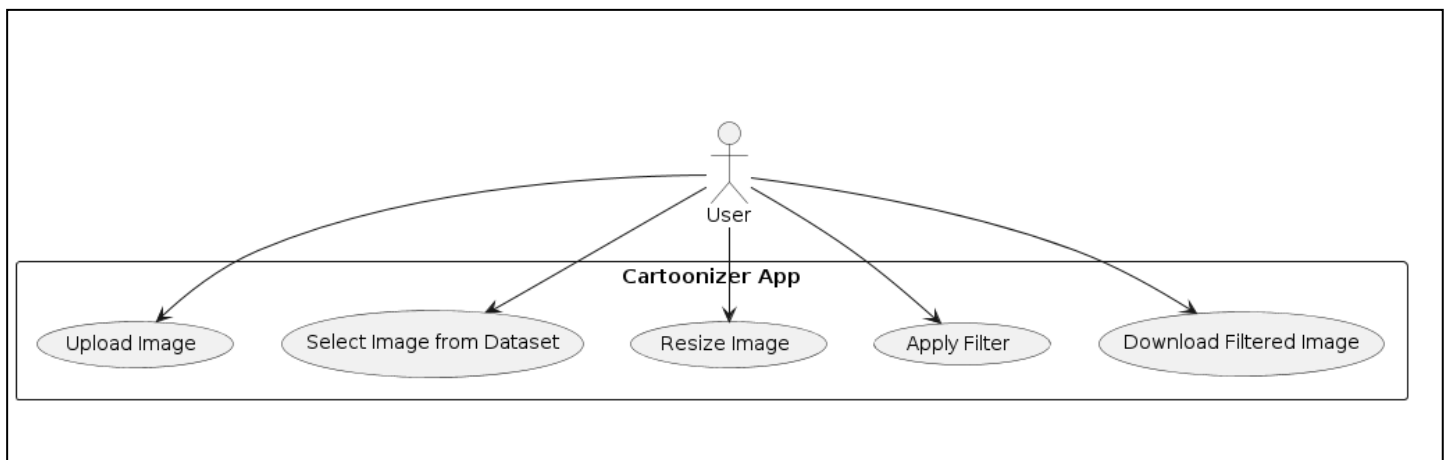 User
Cartoonizer App
Upload Image
Select Image from Dataset
Resize Image
Apply Filter
Download Filtered Image